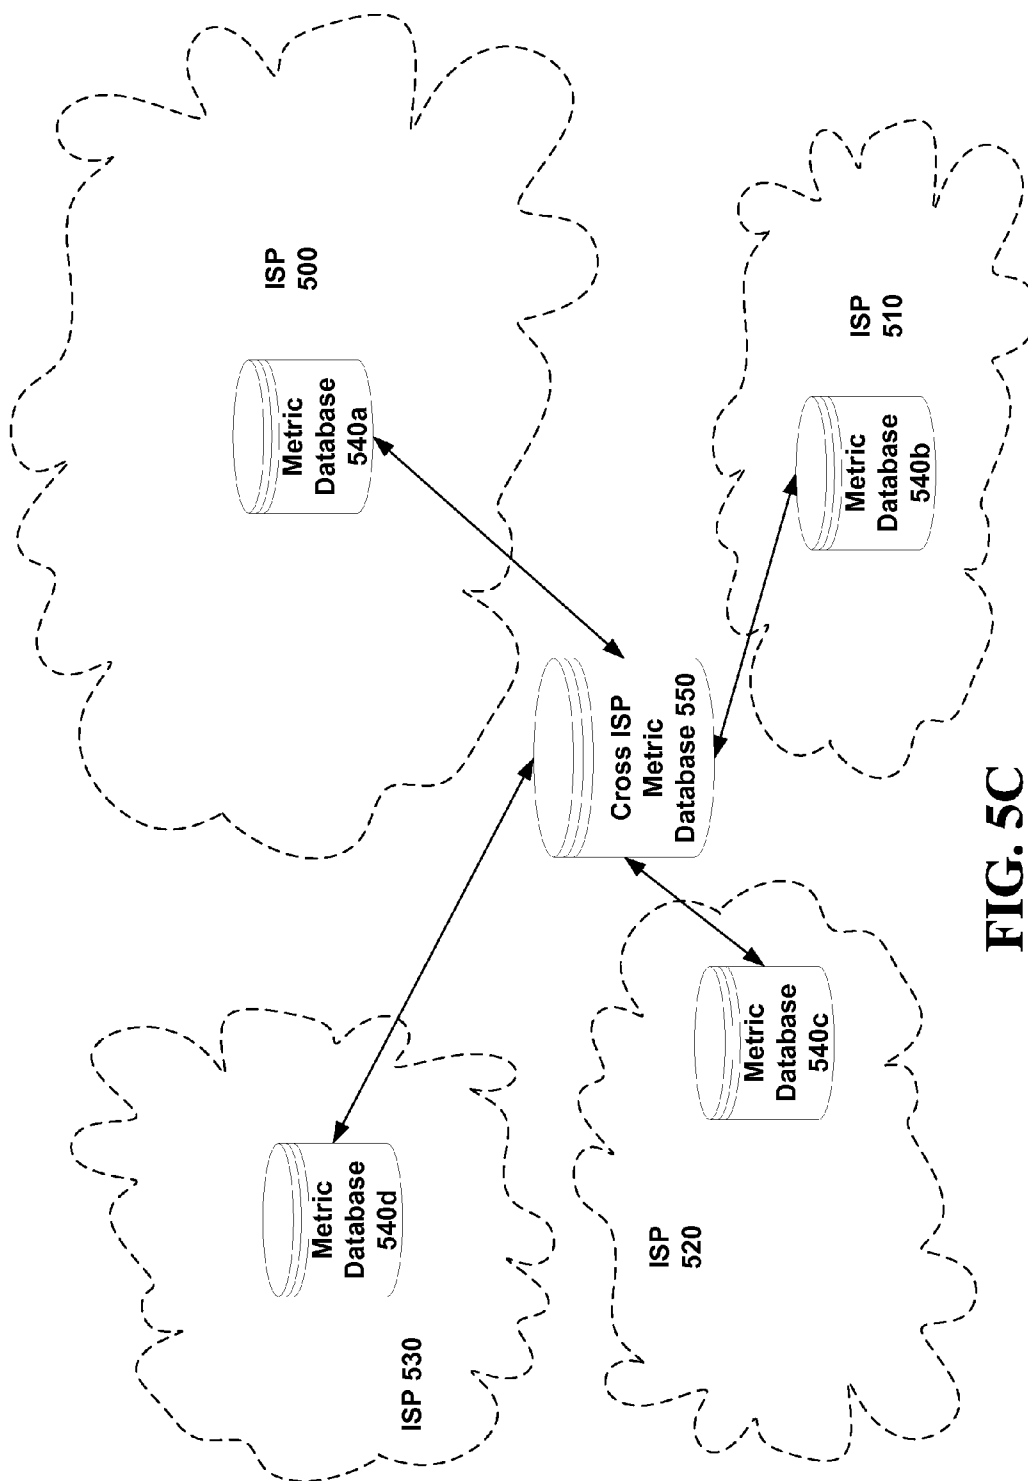 ISP 530
Metric
Database
540d
ISP
500
Metric
Database
540a
Cross ISP
Metric
Database 550
ISP
520
Metric
Database
540c
ISP
510
Metric
Database
540b
FIG. 5C